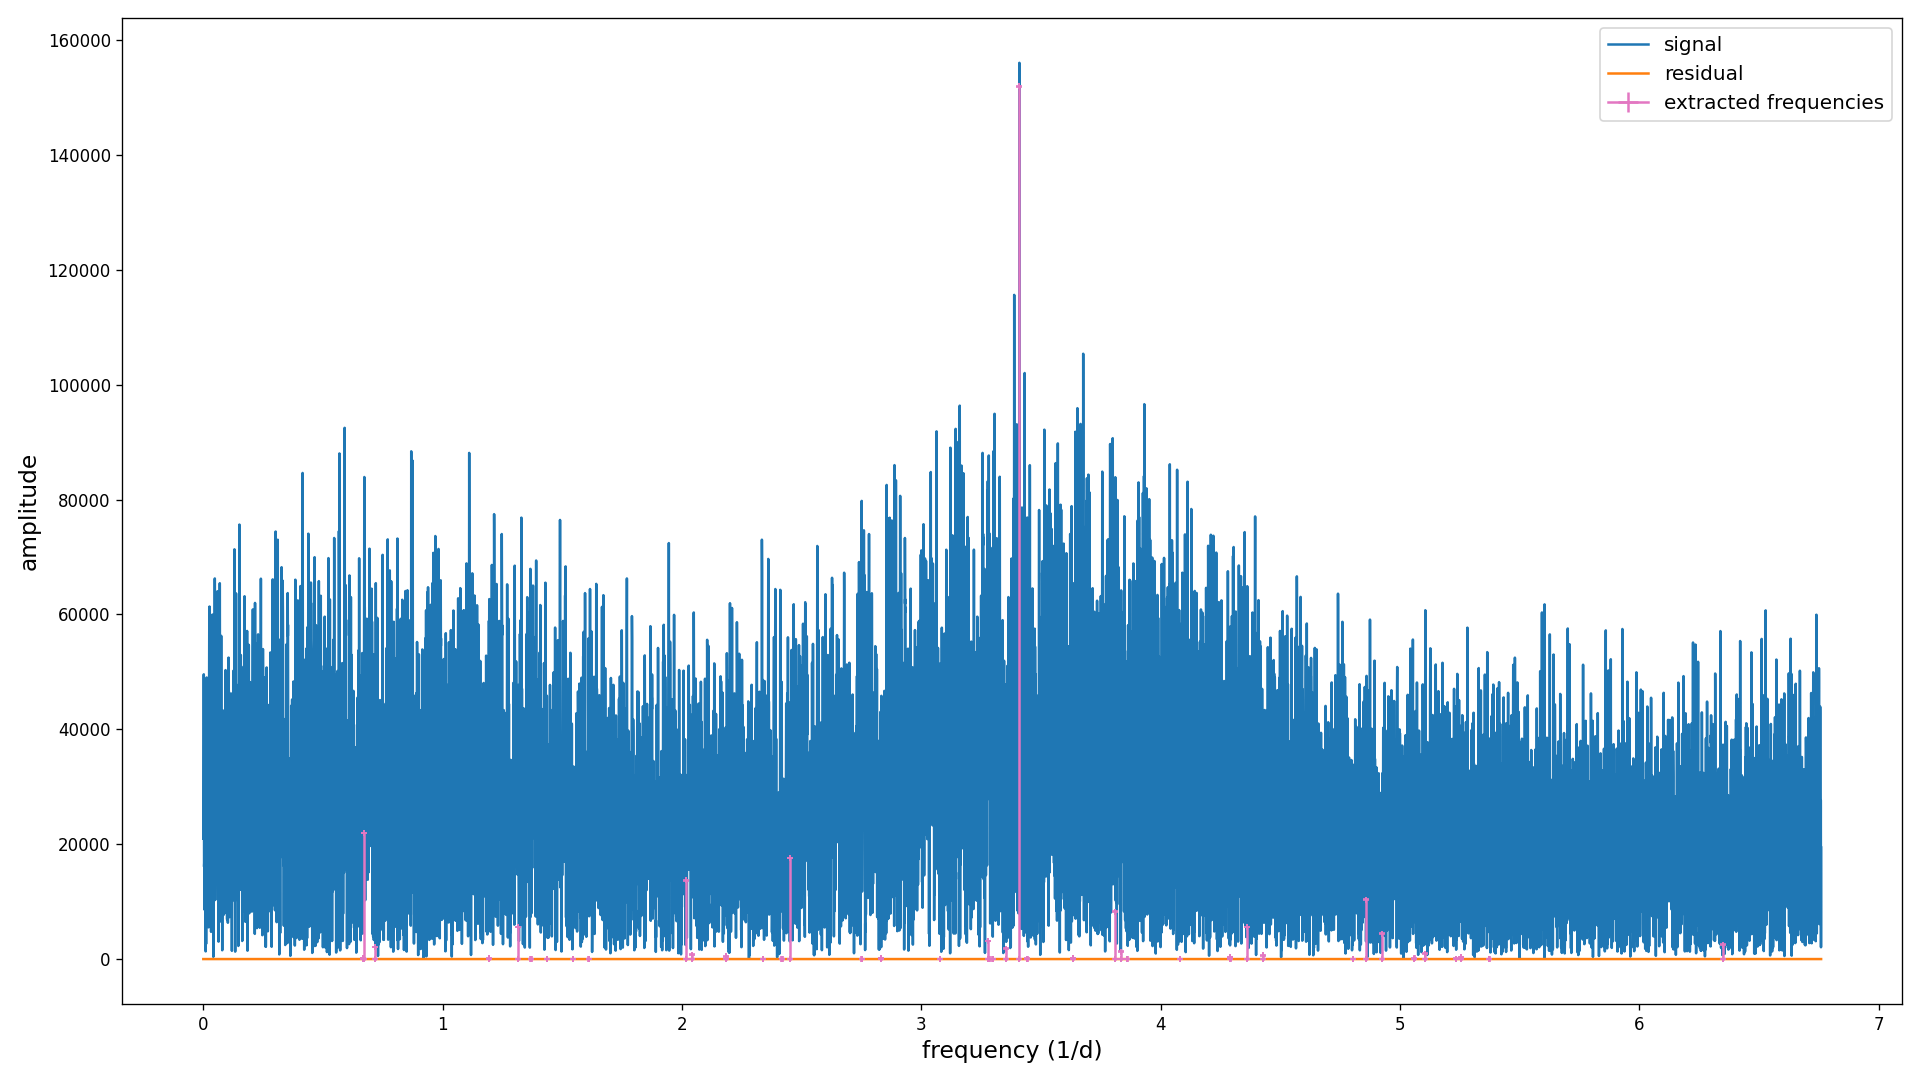 160000
140000
120000
100000
80000
60000
40000
20000
0
amplitude
signal
residual
extracted frequencies
0 1 2 3 4 5 6 7
frequency (1/d)